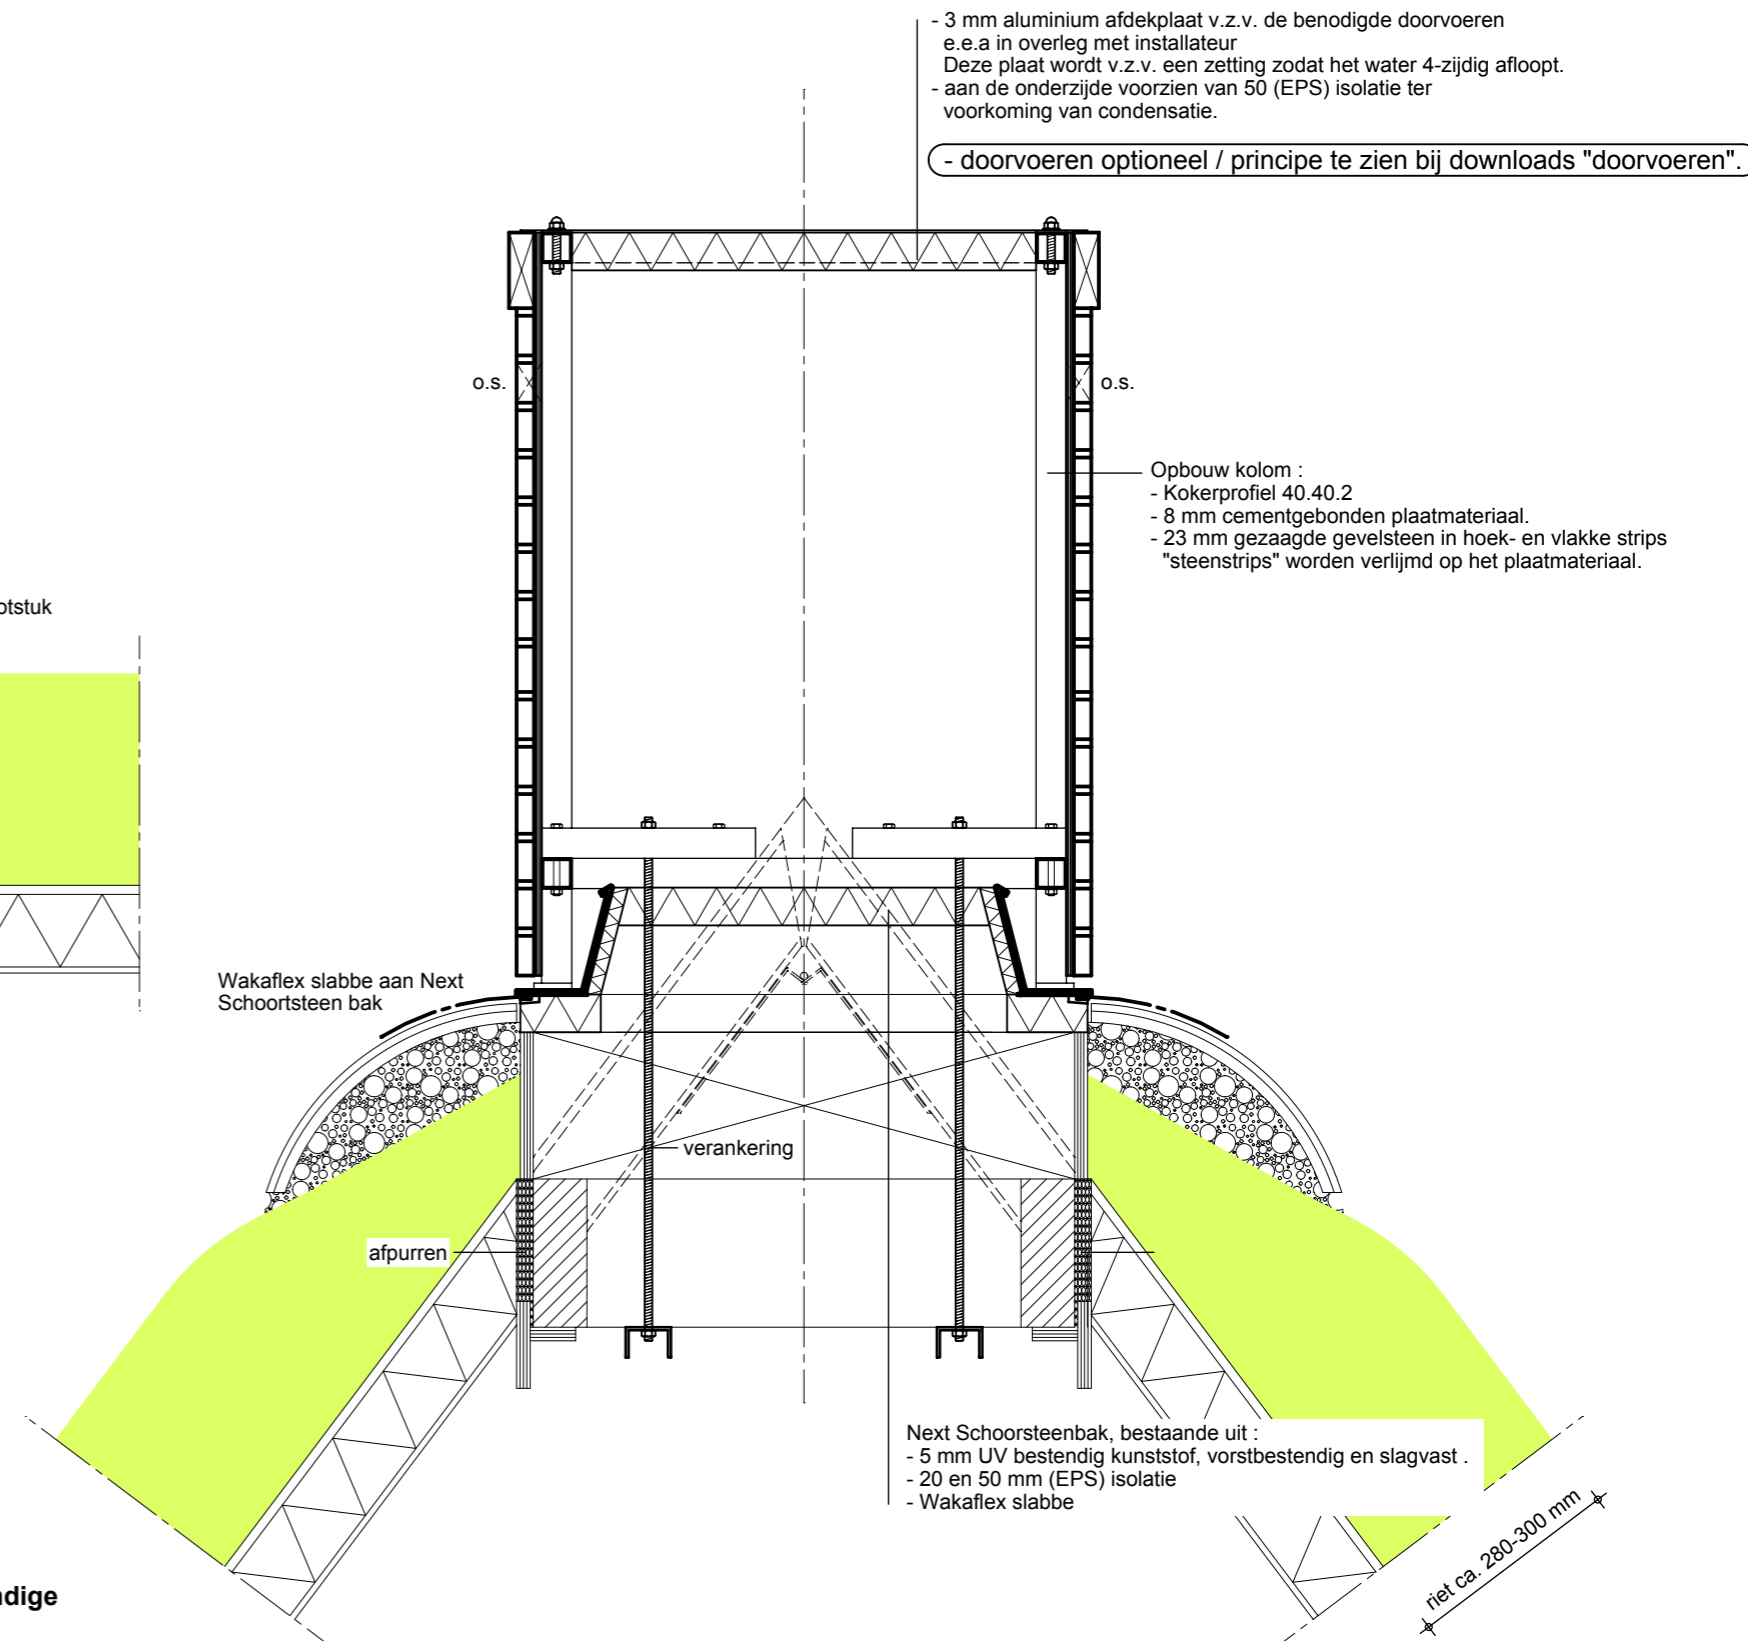 - 3 mm aluminium afdekplaat v.z.v. de benodigde doorvoeren
e.e.a in overleg met installateur
Deze plaat wordt v.z.v. een zetting zodat het water 4-zijdig afloopt.
- aan de onderzijde voorzien van 50 (EPS) isolatie ter
voorkoming van condensatie.
- doorvoeren optioneel / principe te zien bij downloads "doorvoeren".
o.s.
o.s.
Opbouw kolom :
- Kokerprofiel 40.40.2
- 8 mm cementgebonden plaatmateriaal.
- 23 mm gezaagde gevelsteen in hoek- en vlakke strips
"steenstrips" worden verlijmd op het plaatmateriaal.
otstuk
Wakaflex slabbe aan Next
Schoortsteen bak
verankering
afpurren
Next Schoorsteenbak, bestaande uit :
- 5 mm UV bestendig kunststof, vorstbestendig en slagvast .
- 20 en 50 mm (EPS) isolatie
- Wakaflex slabbe
riet ca. 280-300 mm
ndige